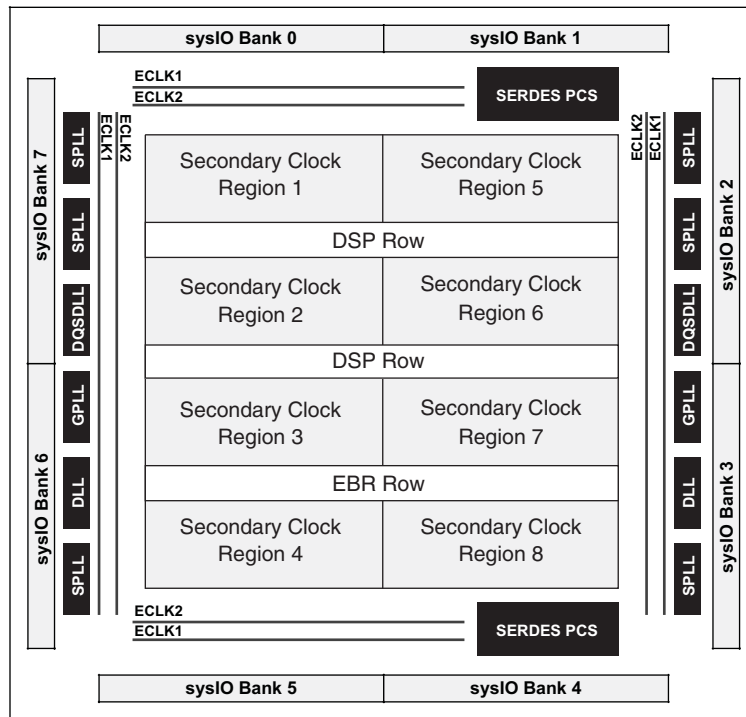 sysIO Bank 0
sysIO Bank 1
ECLK1
ECLK2
SERDES PCS
sysIO Bank 7
SPLL
SPLL
DQSDLL
ECLK1
ECLK2
Secondary Clock
Region 1
Secondary Clock
Region 5
DSP Row
Secondary Clock
Region 2
Secondary Clock
Region 6
DSP Row
Secondary Clock
Region 3
Secondary Clock
Region 7
EBR Row
Secondary Clock
Region 4
Secondary Clock
Region 8
ECLK2
ECLK1
SPLL
SPLL
DQSDLL
sysIO Bank 2
sysIO Bank 6
GPLL
DLL
SPLL
GPLL
DLL
SPLL
sysIO Bank 3
ECLK2
ECLK1
SERDES PCS
sysIO Bank 5
sysIO Bank 4